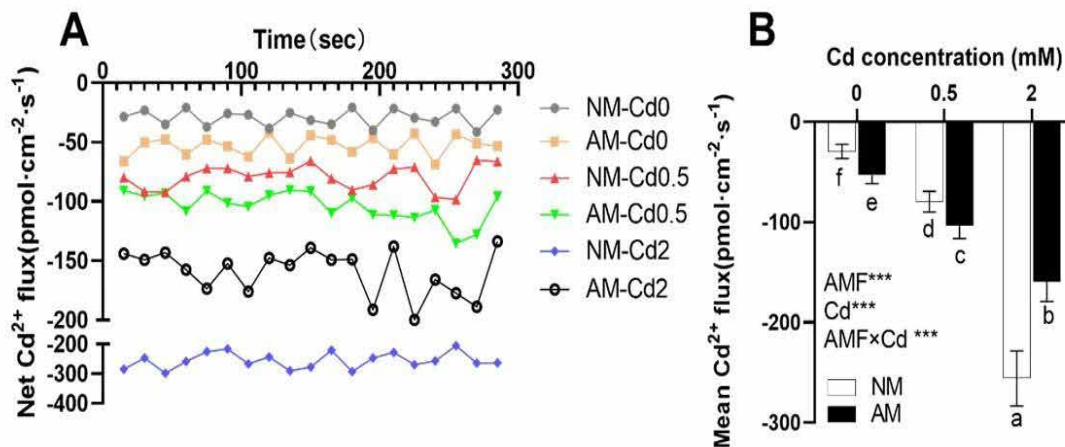 A
Time(sec)
0 100 200 300
Net Cd²⁺ flux(pmol·cm⁻²·s⁻¹)
0
-50
-100
-150
-200
-200
-300
-400
NM-Cd0
AM-Cd0
NM-Cd0.5
AM-Cd0.5
NM-Cd2
AM-Cd2
B
Cd concentration (mM)
0 0.5 2
Mean Cd²⁺ flux(pmol·cm⁻²·s⁻¹)
0
-100
-200
-300
f
e
d
c
b
a
AMF***
Cd***
AMF×Cd ***
NM
AM